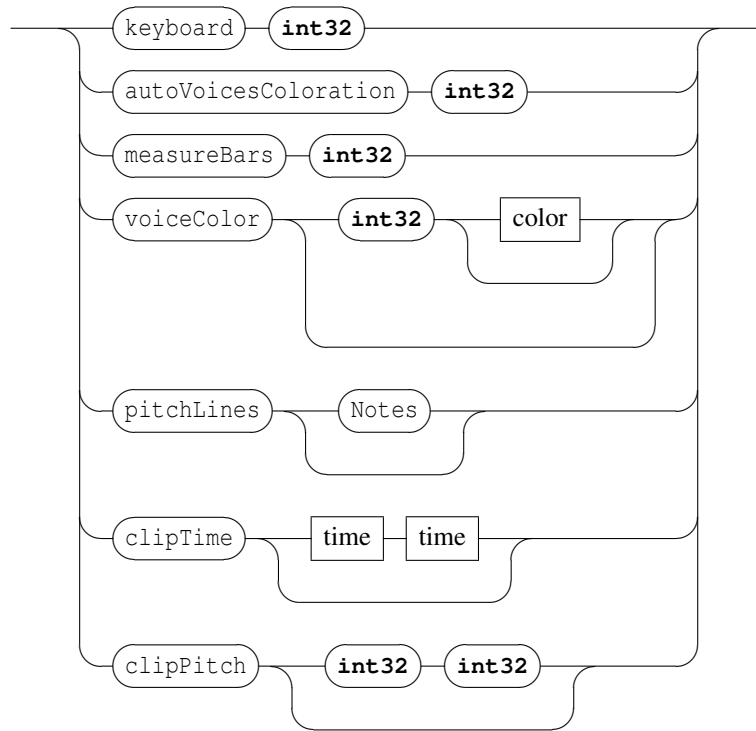 keyboard int32
autoVoicesColoration int32
measureBars int32
voiceColor int32 color
pitchLines Notes
clipTime time time
clipPitch int32 int32